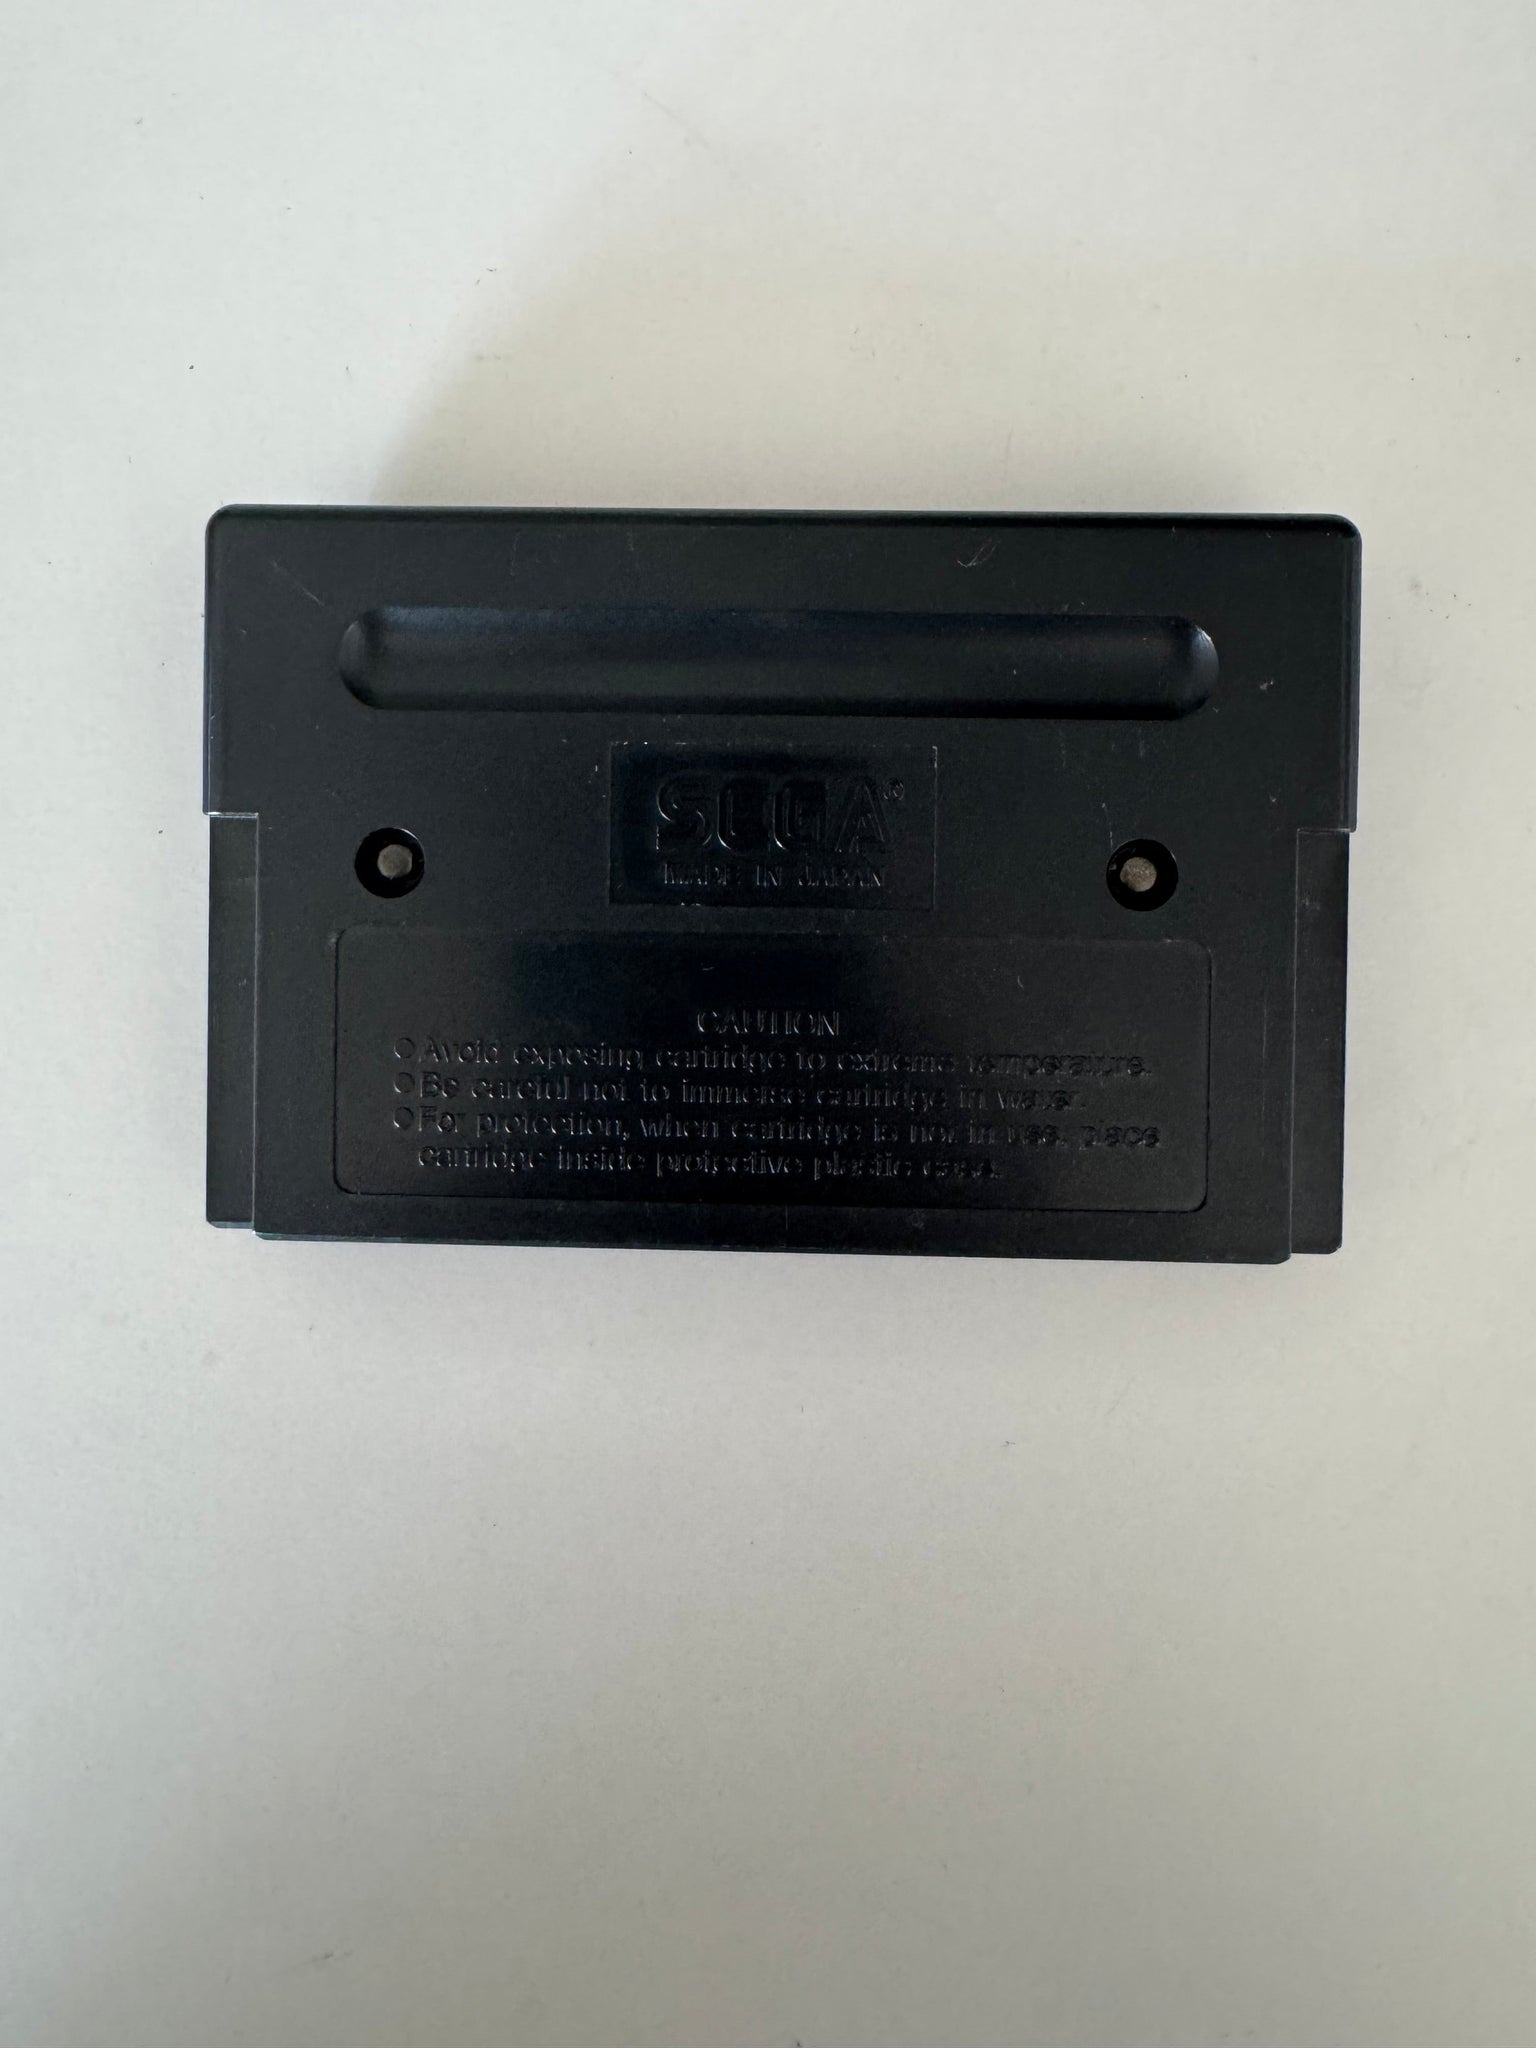 SEGA®
MADE IN JAPAN
CAUTION
○ Avoid exposing cartridge to extreme temperature.
○ Be careful not to immerse cartridge in water.
○ For protection, when cartridge is not in use, place
cartridge inside protective plastic case.